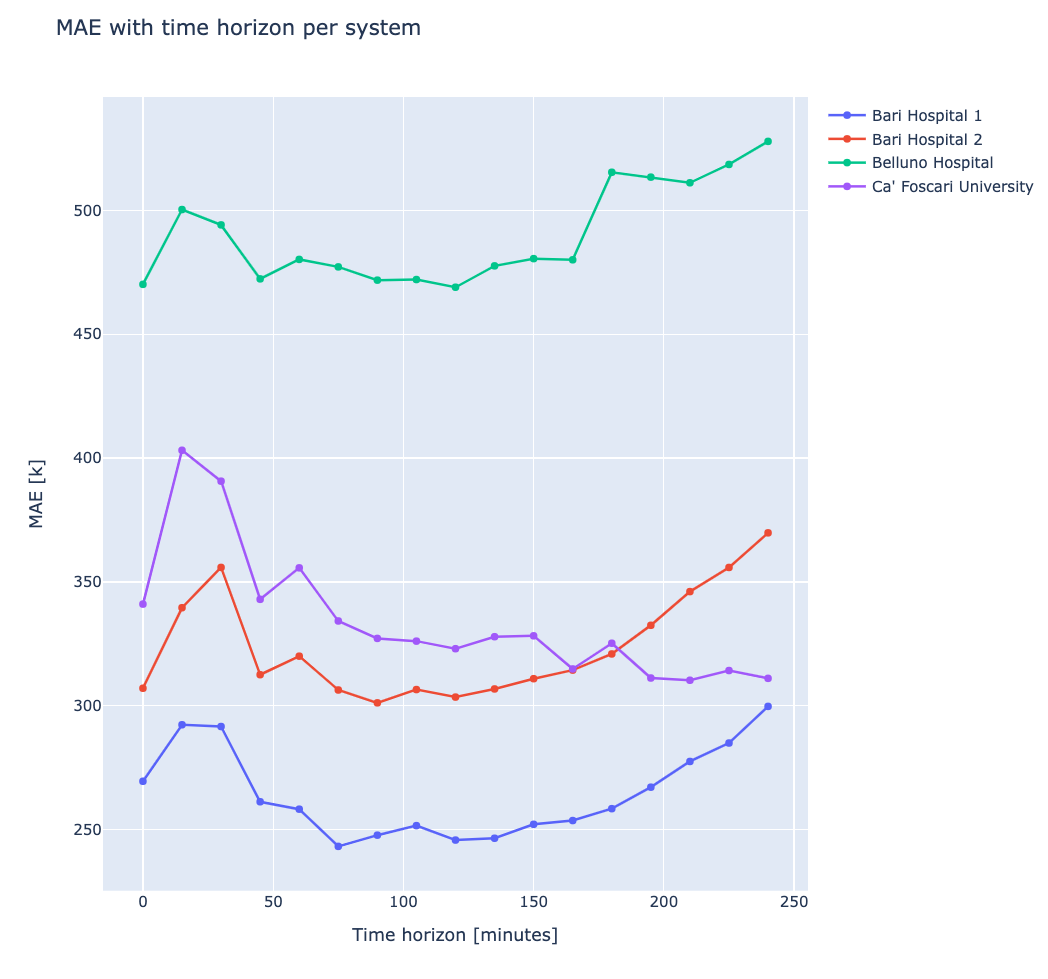 MAE with time horizon per system
Bari Hospital 1
Bari Hospital 2
Belluno Hospital
Ca' Foscari University
500
450
400
350
300
250
MAE [k]
0 50 100 150 200 250
Time horizon [minutes]